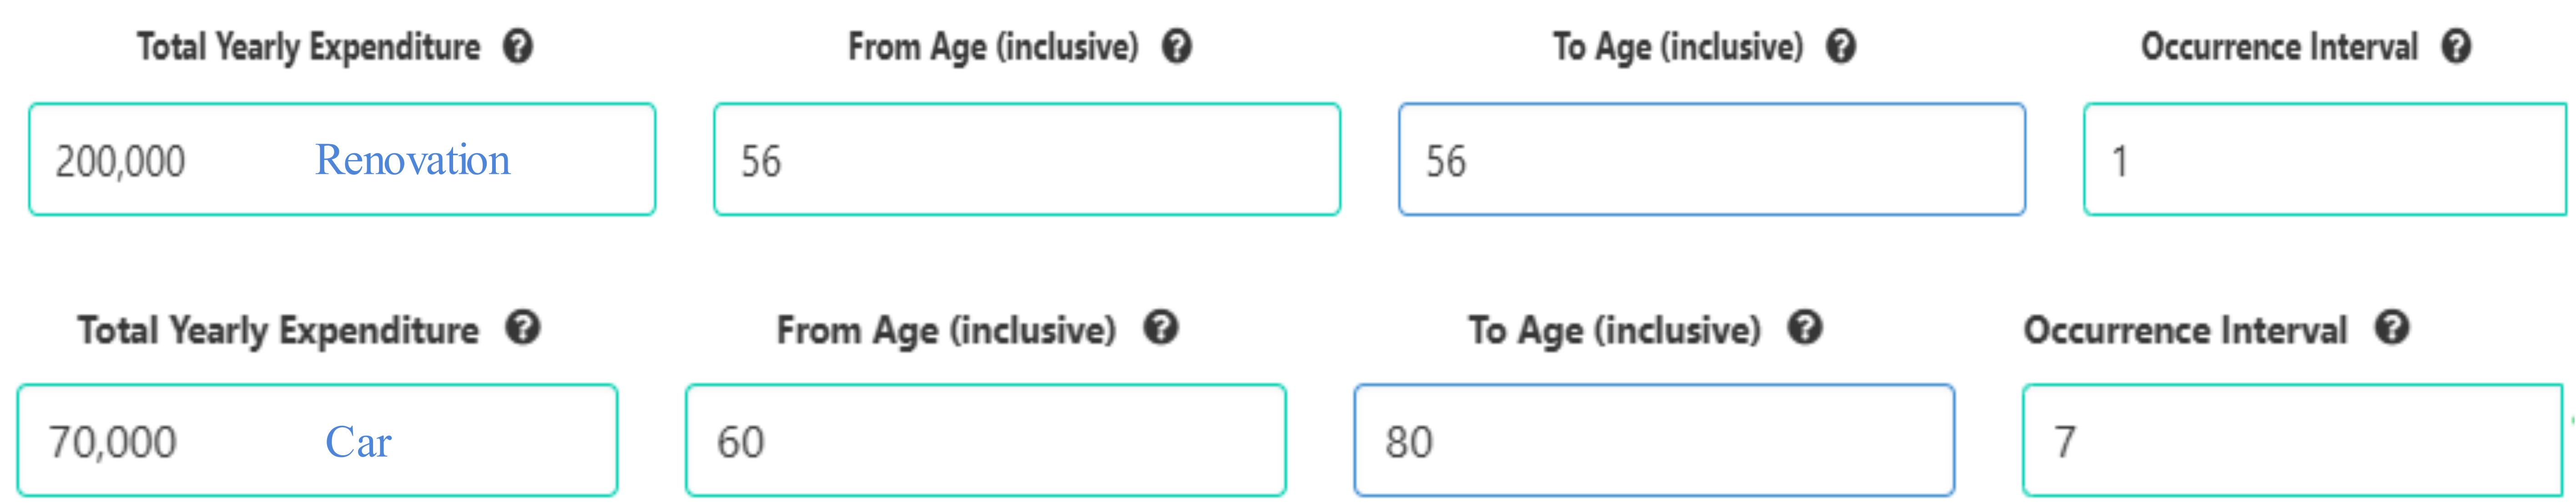 Total Yearly Expenditure From Age (inclusive) To Age (inclusive) Occurrence Interval
200,000 Renovation 56 56 1
Total Yearly Expenditure From Age (inclusive) To Age (inclusive) Occurrence Interval
70,000 Car 60 80 7